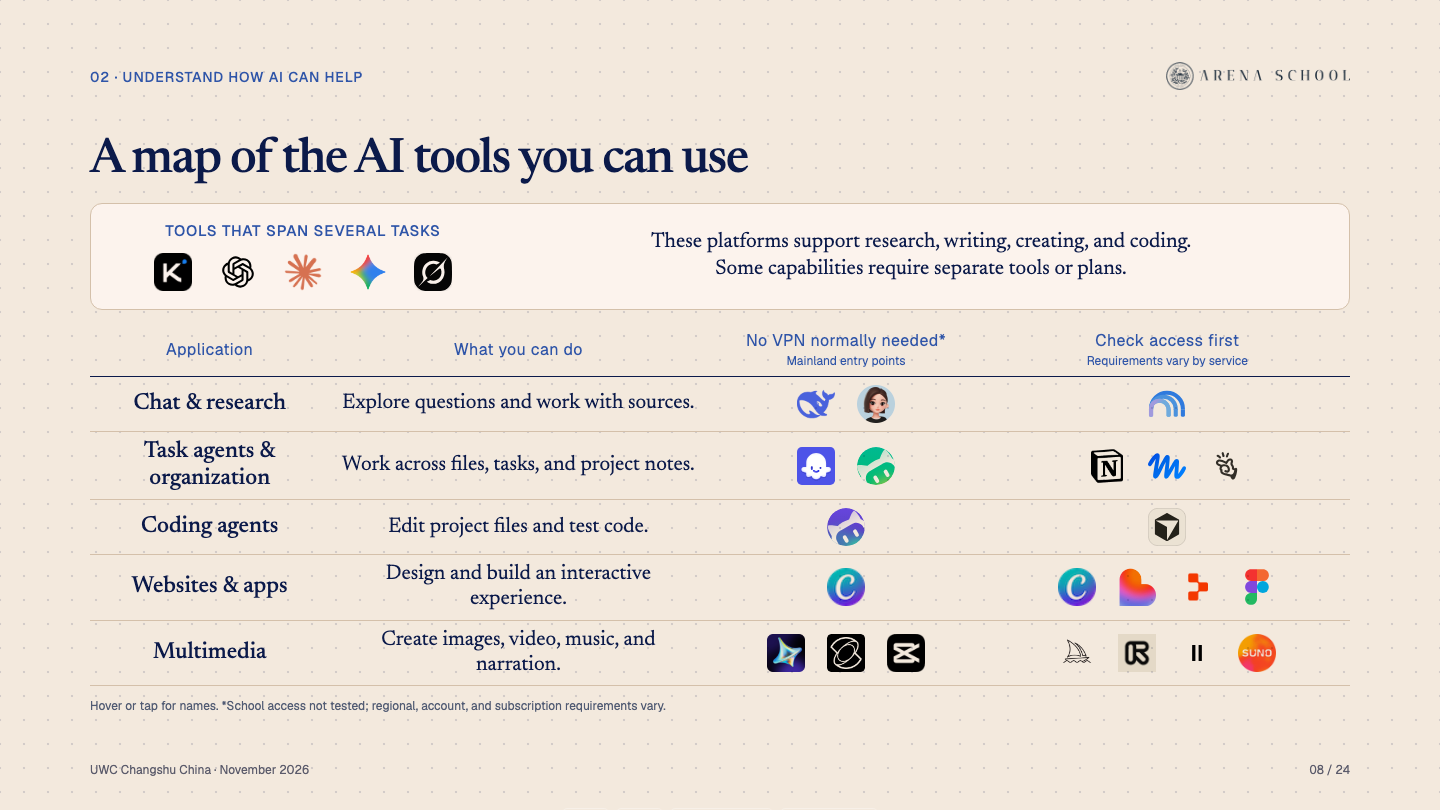 02 · UNDERSTAND HOW AI CAN HELP
ARENA SCHOOL
A map of the AI tools you can use
TOOLS THAT SPAN SEVERAL TASKS
These platforms support research, writing, creating, and coding.
Some capabilities require separate tools or plans.
Application
What you can do
No VPN normally needed*
Mainland entry points
Check access first
Requirements vary by service
Chat & research
Explore questions and work with sources.
Task agents &
organization
Work across files, tasks, and project notes.
Coding agents
Edit project files and test code.
Websites & apps
Design and build an interactive
experience.
Multimedia
Create images, video, music, and
narration.
SUNO
Hover or tap for names. *School access not tested; regional, account, and subscription requirements vary.
UWC Changshu China · November 2026
08 / 24